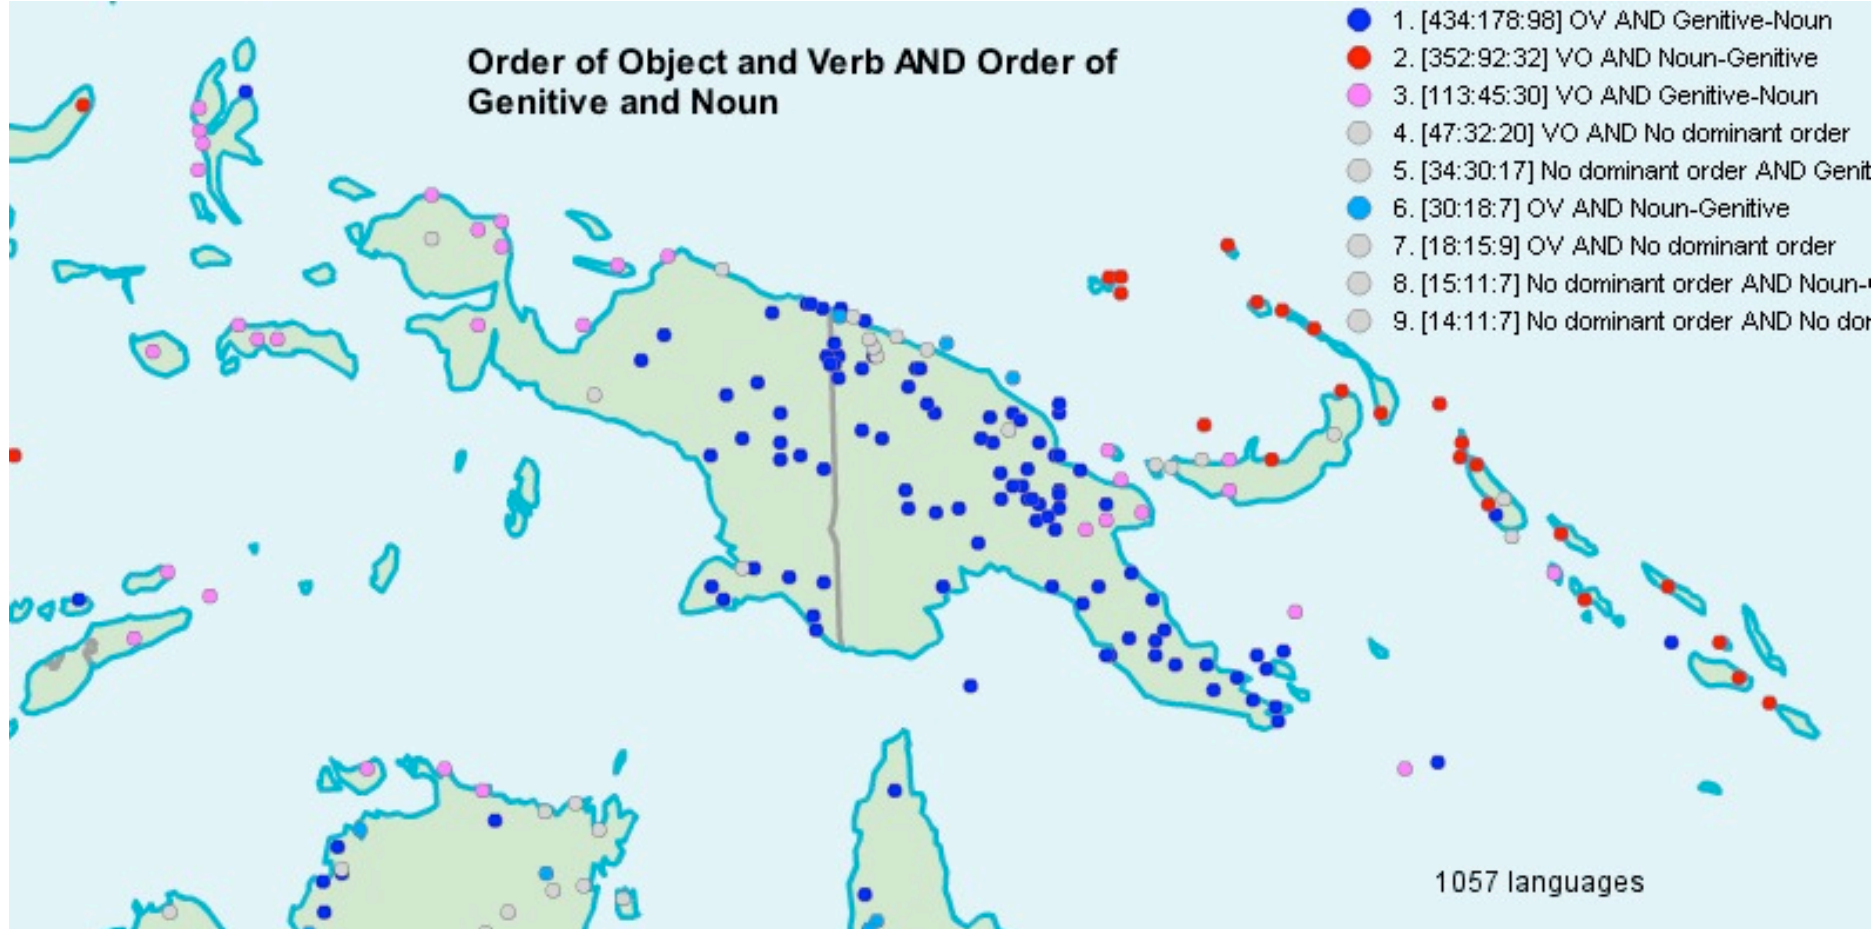 Order of Object and Verb AND Order of
Genitive and Noun
1. [434:178:98] OV AND Genitive-Noun
2. [352:92:32] VO AND Noun-Genitive
3. [113:45:30] VO AND Genitive-Noun
4. [47:32:20] VO AND No dominant order
5. [34:30:17] No dominant order AND Genit
6. [30:18:7] OV AND Noun-Genitive
7. [18:15:9] OV AND No dominant order
8. [15:11:7] No dominant order AND Noun-
9. [14:11:7] No dominant order AND No dor
1057 languages